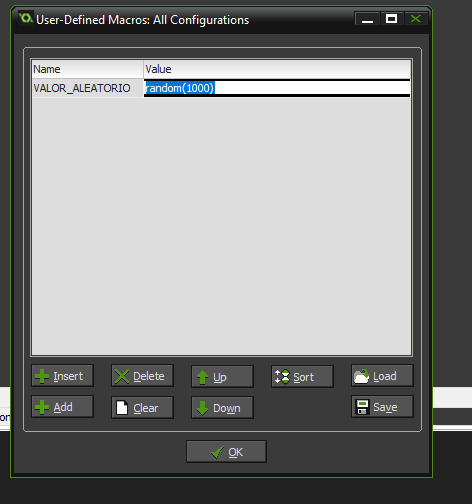 User-Defined Macros: All Configurations
Name Value
VALOR_ALEATORIO random(1000)
Insert Delete Up Sort Load
Add Clear Down Save
OK